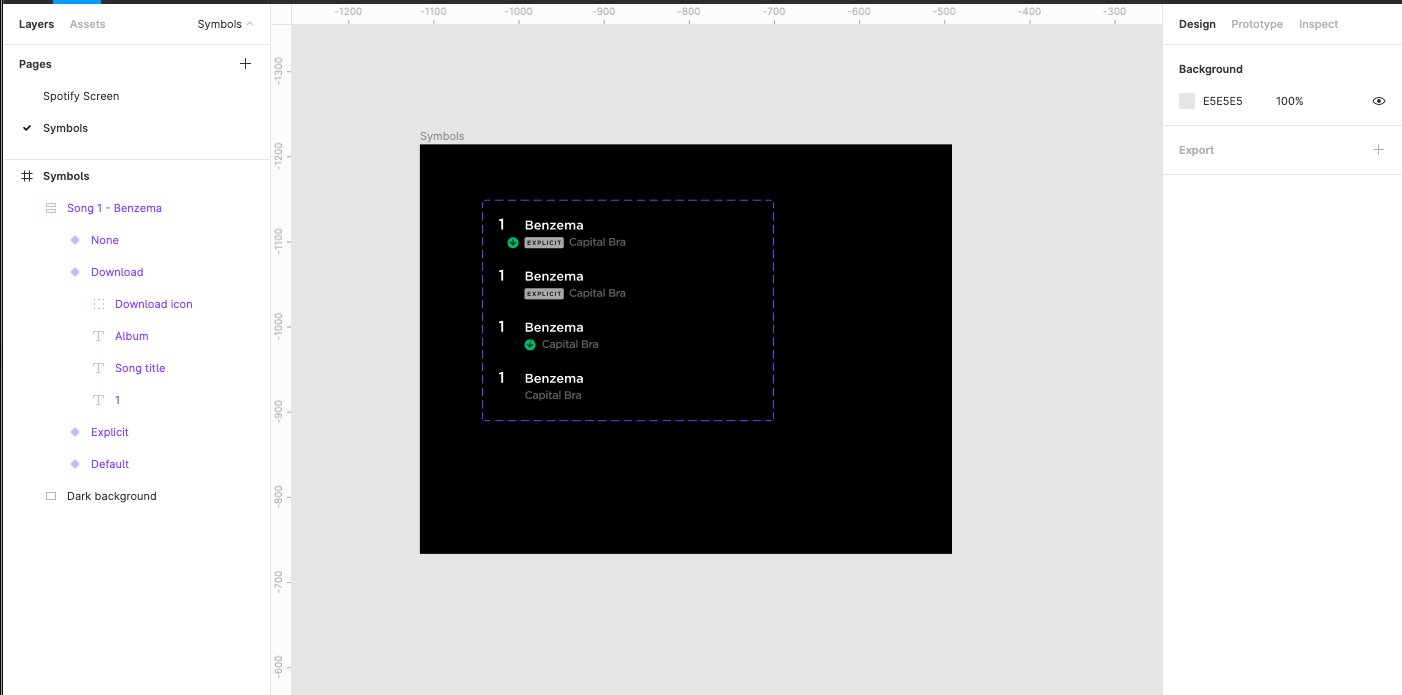 Layers Assets Symbols
Pages
Spotify Screen
Symbols
Symbols
Song 1 - Benzema
None
Download
Download icon
Album
Song title
1
Explicit
Default
Dark background
-1200 -1100 -1000 -900 -800 -700 -600 -500 -400 -300
-1300
-1200
-1100
-1000
-900
-800
-700
-600
Symbols
1 Benzema
EXPLICIT Capital Bra
1 Benzema
EXPLICIT Capital Bra
1 Benzema
Capital Bra
1 Benzema
Capital Bra
Design Prototype Inspect
Background
E5E5E5 100%
Export